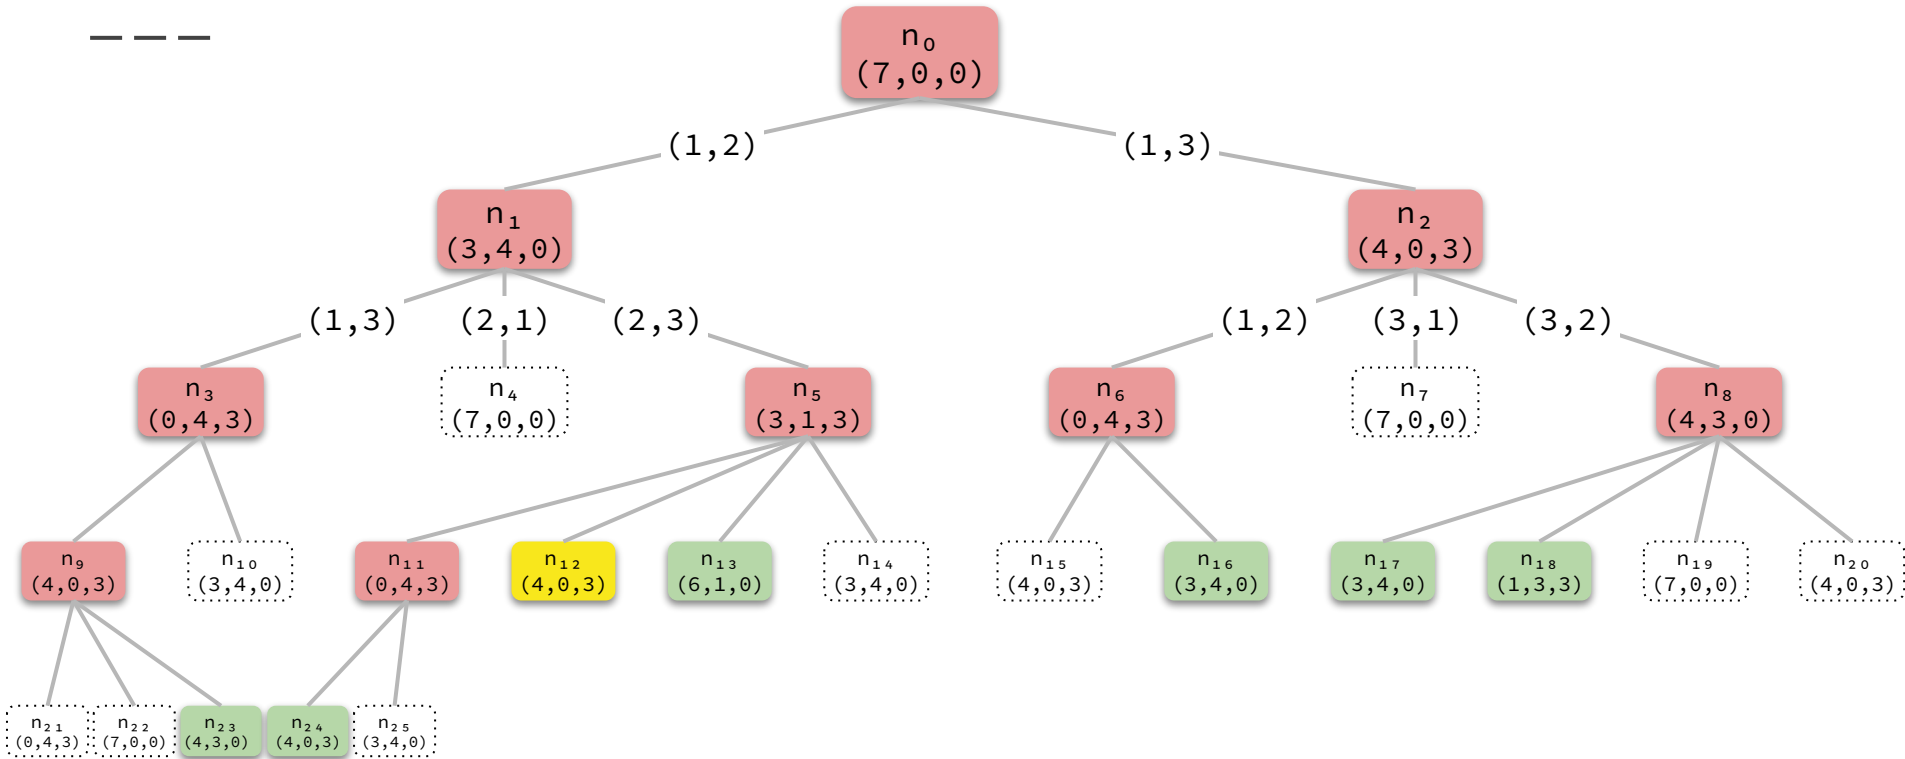 n₀
(7,0,0)
(1,2)
(1,3)
n₁
(3,4,0)
n₂
(4,0,3)
(1,3)
(2,1)
(2,3)
(1,2)
(3,1)
(3,2)
n₃
(0,4,3)
n₄
(7,0,0)
n₅
(3,1,3)
n₆
(0,4,3)
n₇
(7,0,0)
n₈
(4,3,0)
n₉
(4,0,3)
n₁₀
(3,4,0)
n₁₁
(0,4,3)
n₁₂
(4,0,3)
n₁₃
(6,1,0)
n₁₄
(3,4,0)
n₁₅
(4,0,3)
n₁₆
(3,4,0)
n₁₇
(3,4,0)
n₁₈
(1,3,3)
n₁₉
(7,0,0)
n₂₀
(4,0,3)
n₂₁
(0,4,3)
n₂₂
(7,0,0)
n₂₃
(4,3,0)
n₂₄
(4,0,3)
n₂₅
(3,4,0)